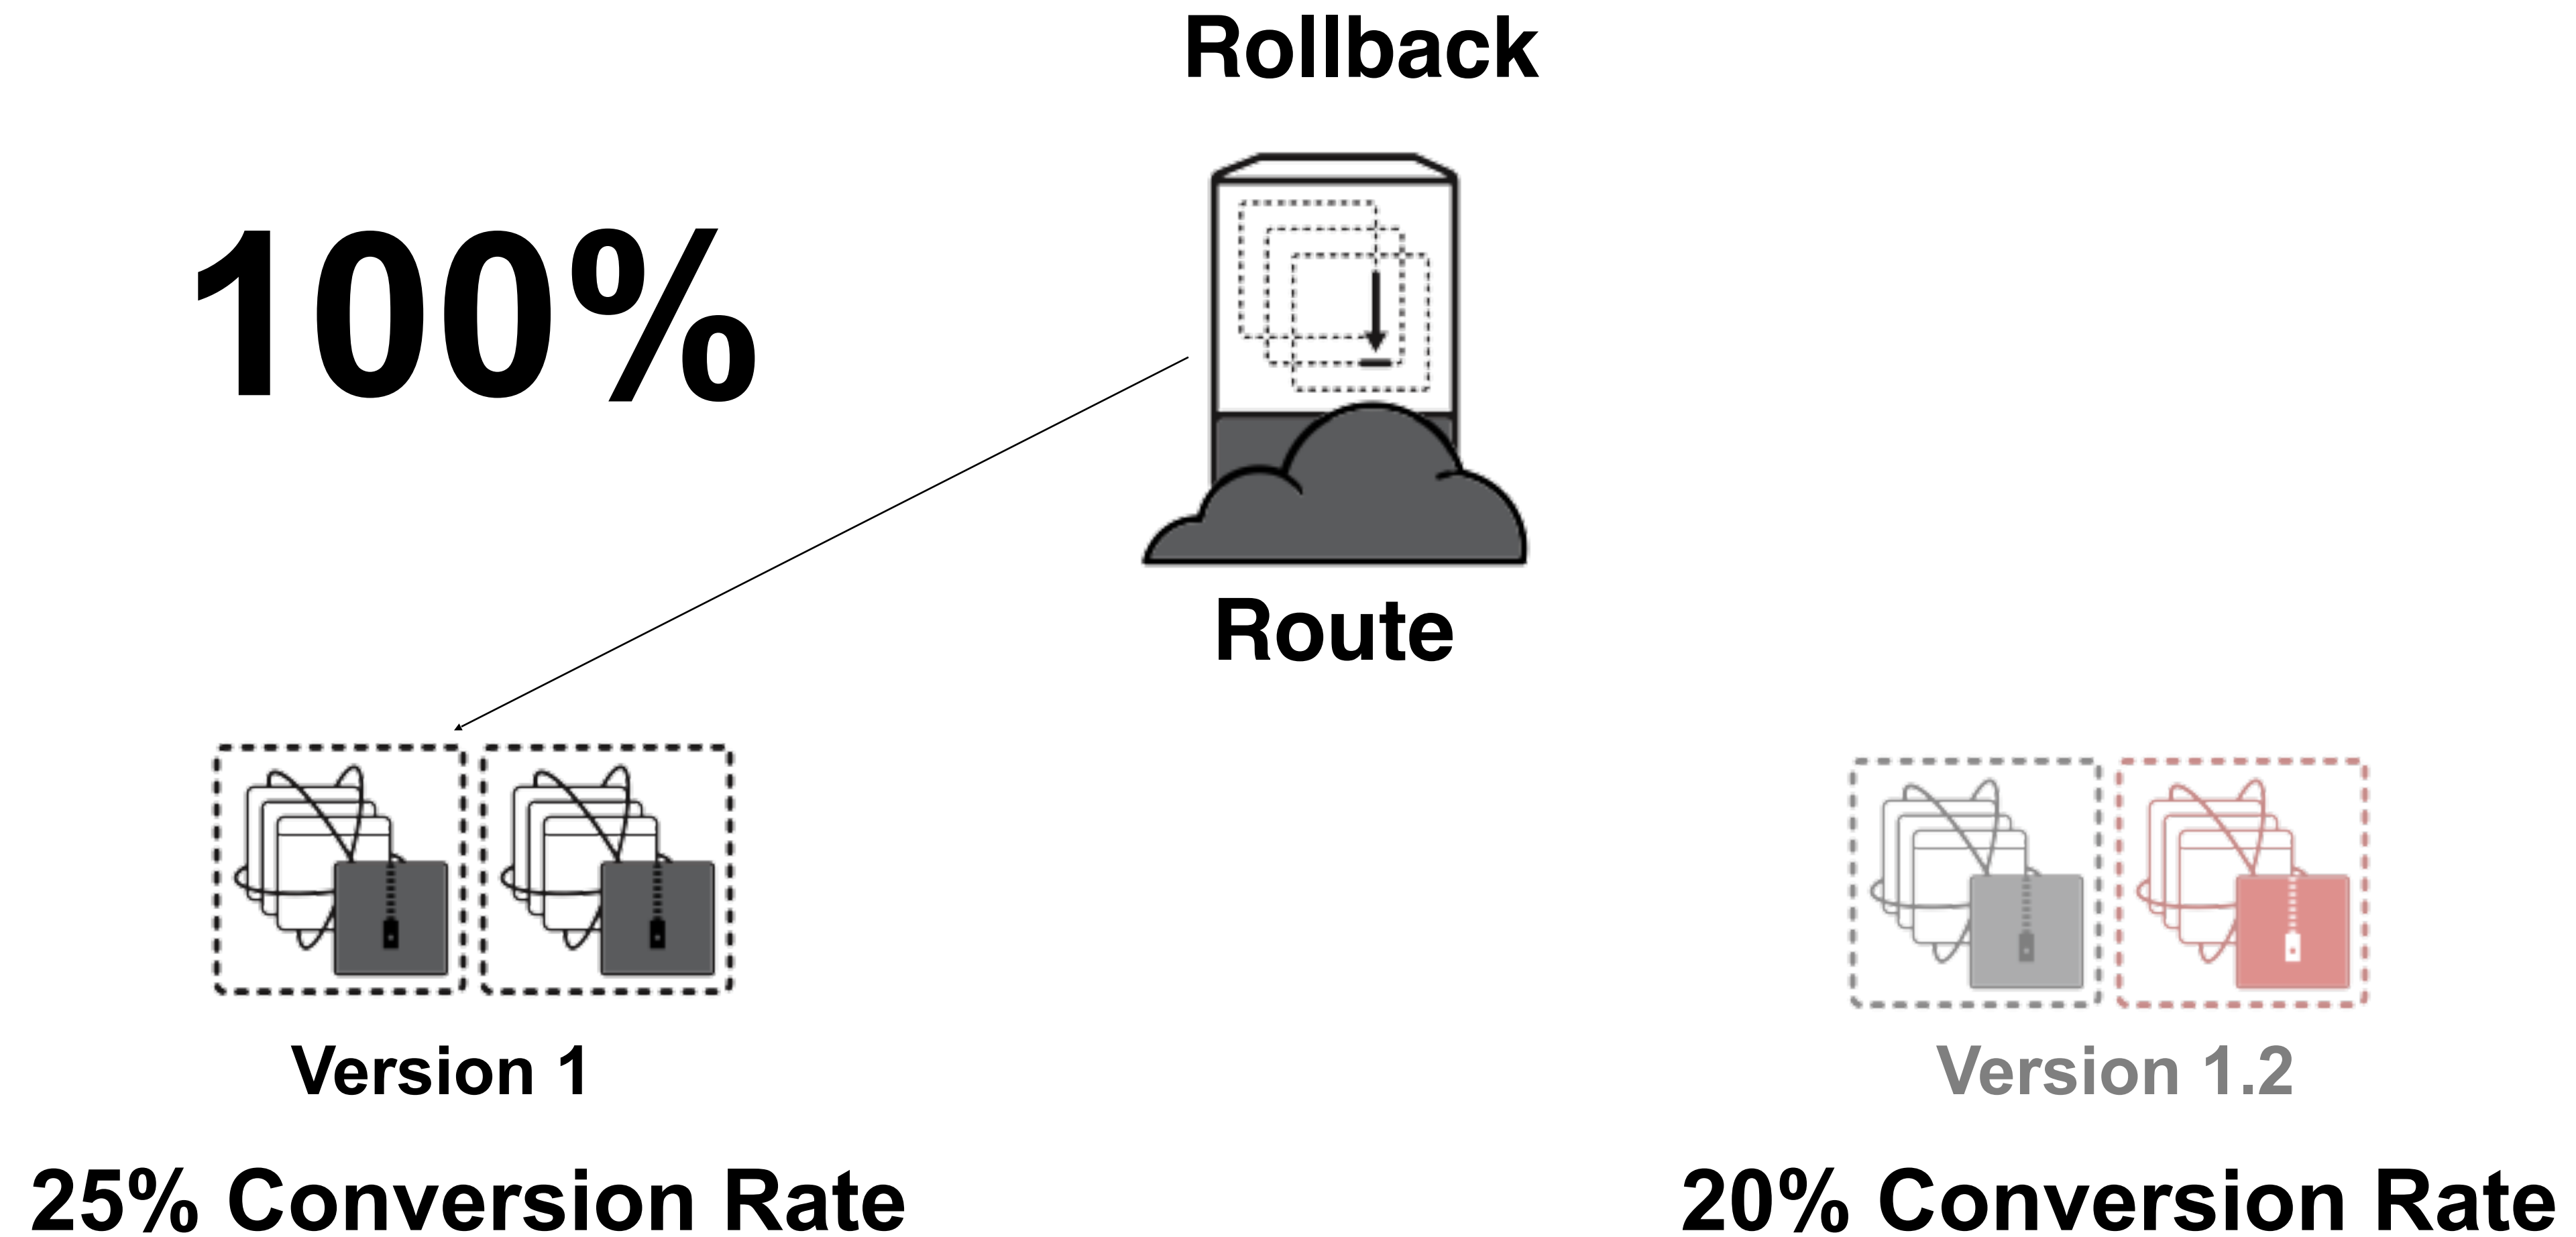 Rollback
100%
Route
Version 1
Version 1.2
25% Conversion Rate
20% Conversion Rate